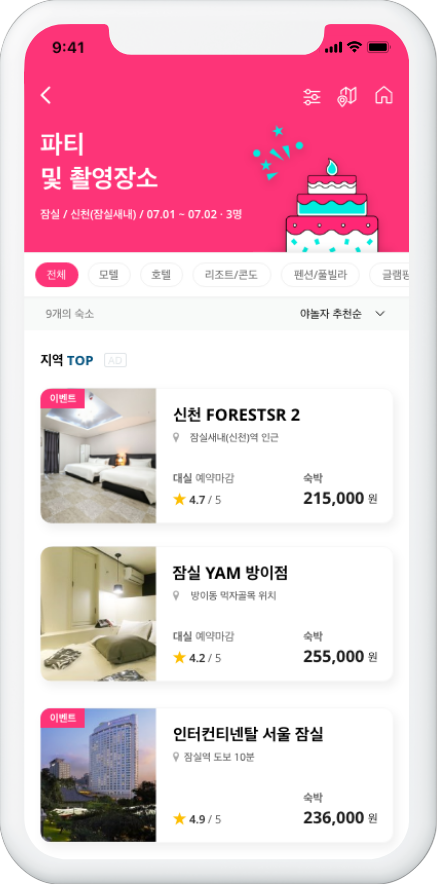 9:41
파티
및 촬영장소
잠실 / 신천(잠실새내) / 07.01 ~ 07.02 · 3명
전체 모텔 호텔 리조트/콘도 펜션/풀빌라 글램핑
9개의 숙소 야놀자 추천순
지역 TOP AD
이벤트
신천 FORESTSR 2
잠실새내(신천)역 인근
대실 예약마감 숙박
4.7 / 5 215,000 원
잠실 YAM 방이점
방이동 먹자골목 위치
대실 예약마감 숙박
4.2 / 5 255,000 원
이벤트
인터컨티넨탈 서울 잠실
잠실역 도보 10분
숙박
4.9 / 5 236,000 원